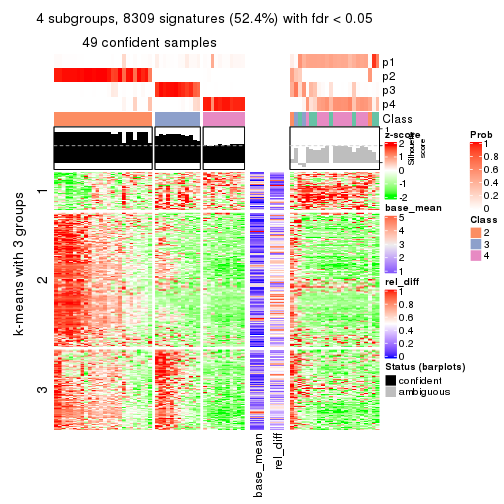 4 subgroups, 8309 signatures (52.4%) with fdr < 0.05
49 confident samples
p1
p2
p3
p4
Class
1
Silhouette
score
k-means with 3 groups
1
2
3
base_mean
rel_diff
z-score
2
1
0
-1
-2
base_mean
5
4
3
2
1
rel_diff
1
0.8
0.6
0.4
0.2
0
Status (barplots)
confident
ambiguous
Prob
1
0.8
0.6
0.4
0.2
0
Class
2
3
4